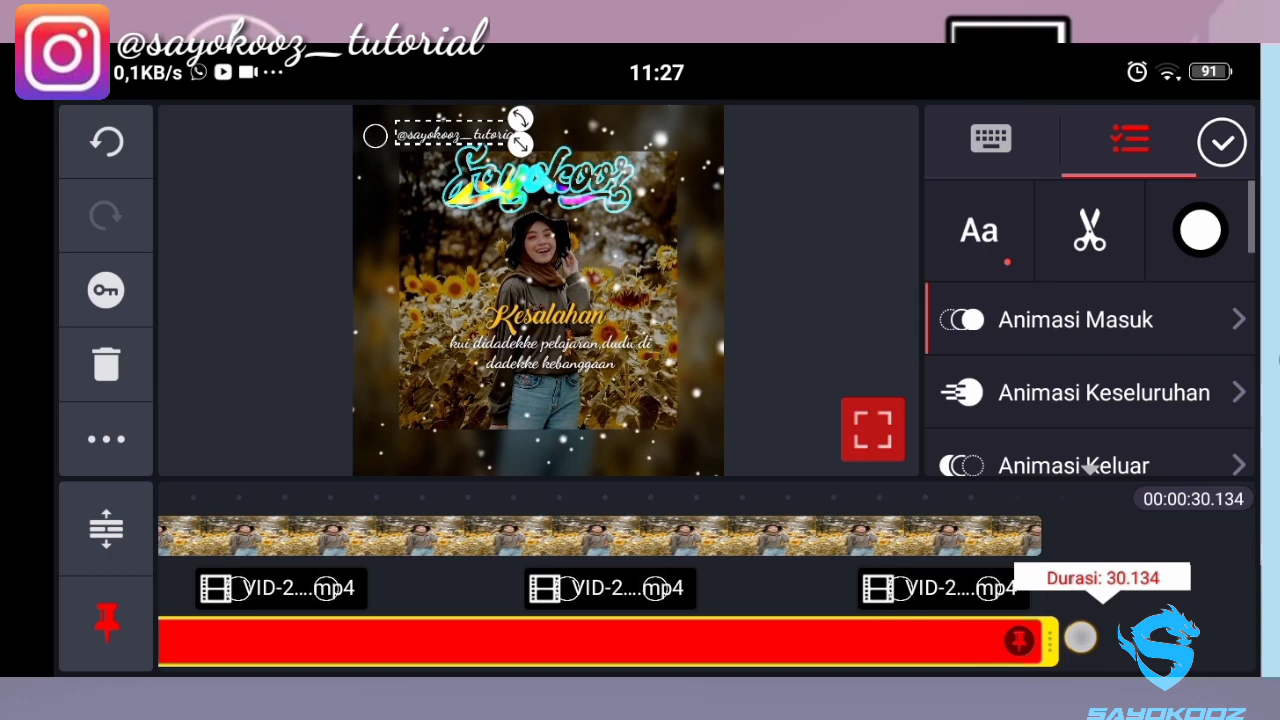 @sayokooz_tutorial
0,1KB/s
11:27
91
@sayokooz_tutorial
Sayokooz
Kesalahan
kui didadekke pelajaran,dudu di
dadekke kebanggaan
Aa
Animasi Masuk
Animasi Keseluruhan
Animasi Keluar
00:00:30.134
VID-2....mp4
VID-2....mp4
VID-2....mp4
Durasi: 30.134
SAYOKOOZ